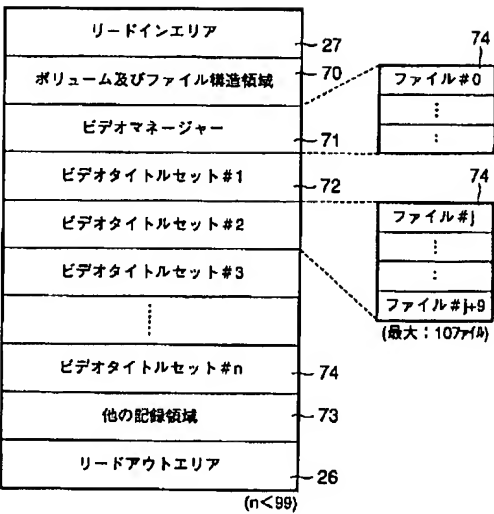 リードインエリア
27
ボリューム及びファイル構造領域
70
ビデオマネージャー
71
ビデオタイトルセット#1
72
ビデオタイトルセット#2
ビデオタイトルセット#3
ビデオタイトルセット#n
74
他の記録領域
73
リードアウトエリア
26
(n<99)
74
ファイル#0
74
ファイル#j
ファイル#j+9
(最大:10ファイル)